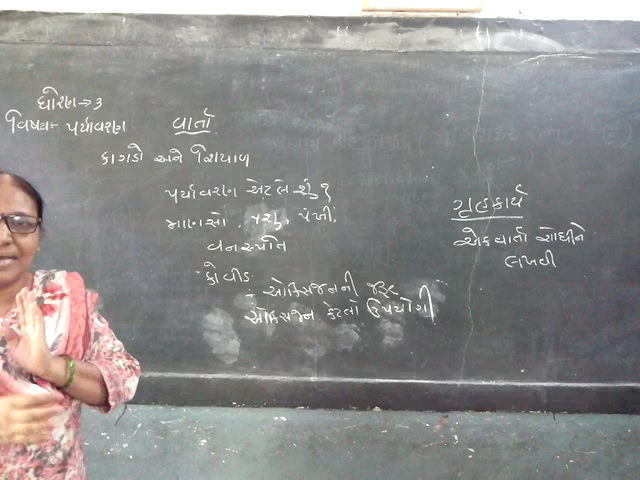 ધોરણ → ૩
વિષય - પર્યાવરણ
વાર્તા
કાગડો અને શિયાળ
પર્યાવરણ એટલે શું?
માણસો, પશુ, પંખી,
વનસ્પતિ
કોવીડ
- ઓક્સિજનની જરૂર
ઓક્સિજન કેટલો ઉપયોગી
ગૃહકાર્ય
એક વાર્તા શોધીને
લખવી